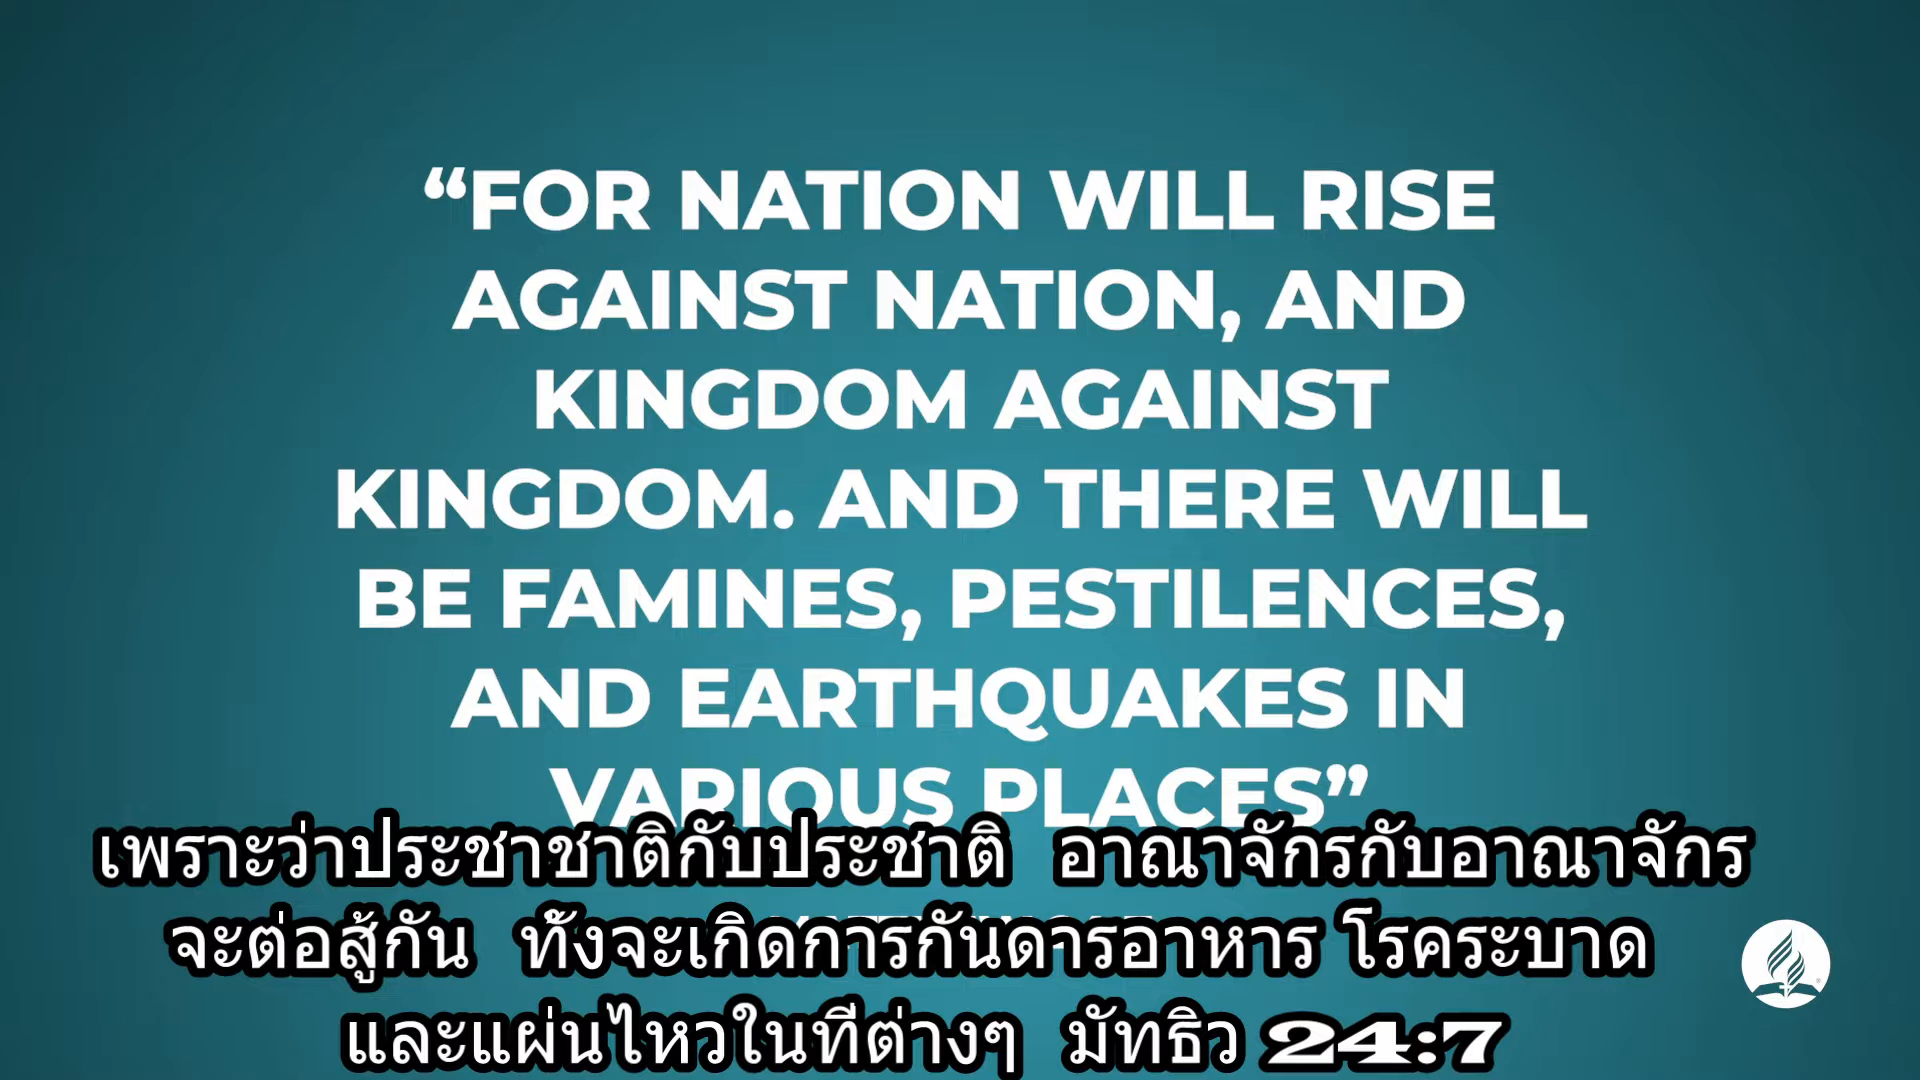 “FOR NATION WILL RISE
AGAINST NATION, AND
KINGDOM AGAINST
KINGDOM. AND THERE WILL
BE FAMINES, PESTILENCES,
AND EARTHQUAKES IN
VARIOUS PLACES”
เพราะว่าประชาชาติกับประชาติ อาณาจักรกับอาณาจักร
จะต่อสู้กัน ทั้งจะเกิดการกันดารอาหาร โรคระบาด
และแผ่นไหวในที่ต่างๆ มัทธิว 24:7